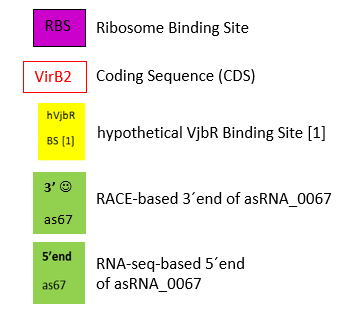 RBS Ribosome Binding Site
VirB2 Coding Sequence (CDS)
hVjbR
BS [1]
hypothetical VjbR Binding Site [1]
3’ ☺
as67
RACE-based 3´end of asRNA_0067
5’end
as67
RNA-seq-based 5´end
of asRNA_0067